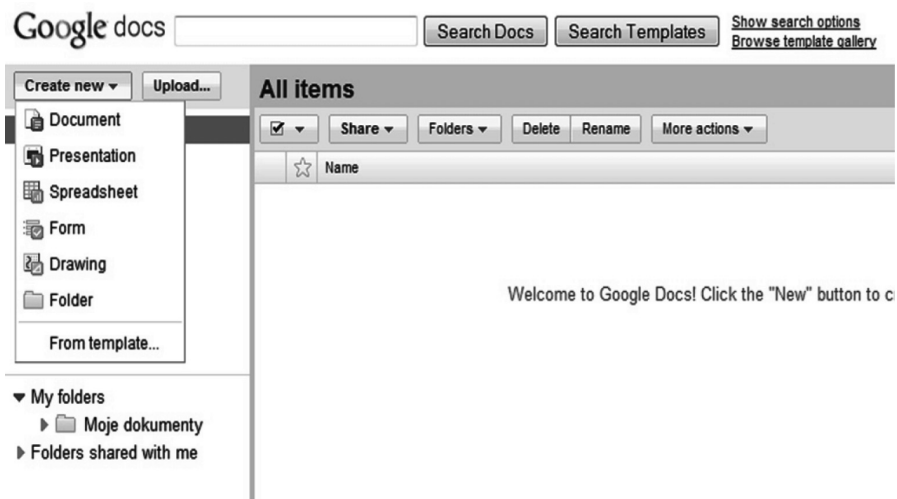 Google docs
Search Docs
Search Templates
Show search options
Browse template gallery
Create new
Upload...
All items
Document
Presentation
Spreadsheet
Form
Drawing
Folder
From template...
Share
Folders
Delete
Rename
More actions
Name
Welcome to Google Docs! Click the "New" button to
My folders
Moje dokumenty
Folders shared with me